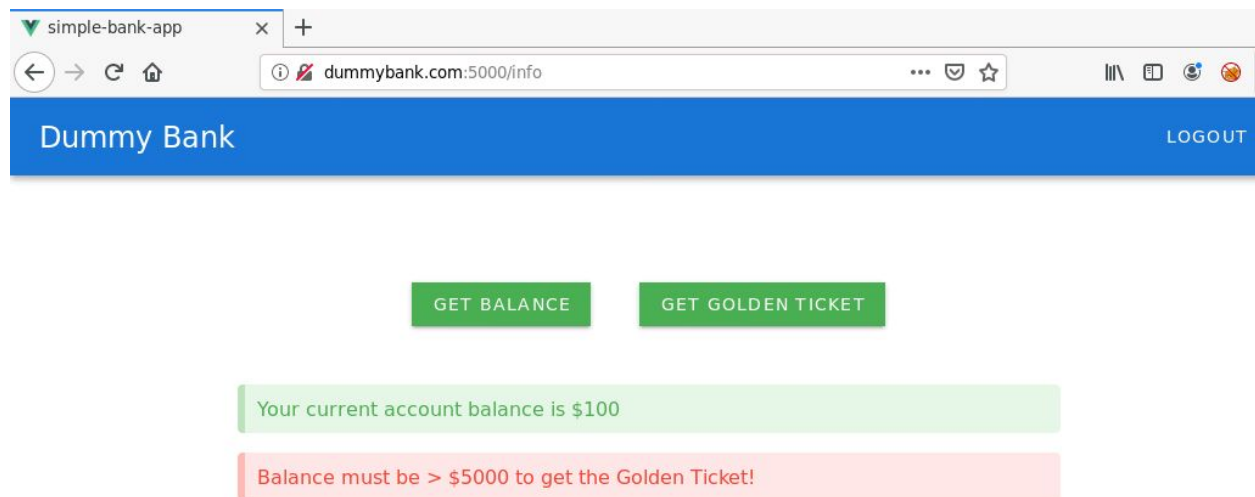 simple-bank-app
dummybank.com:5000/info
Dummy Bank LOGOUT
GET BALANCE GET GOLDEN TICKET
Your current account balance is $100
Balance must be > $5000 to get the Golden Ticket!